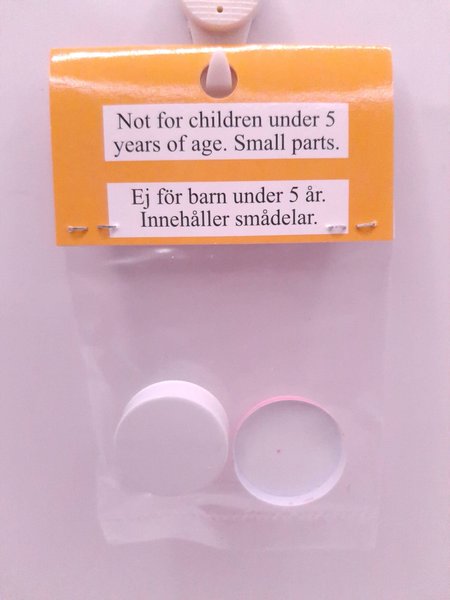 Not for children under 5
years of age. Small parts.
Ej för barn under 5 år.
Innehåller smådelar.